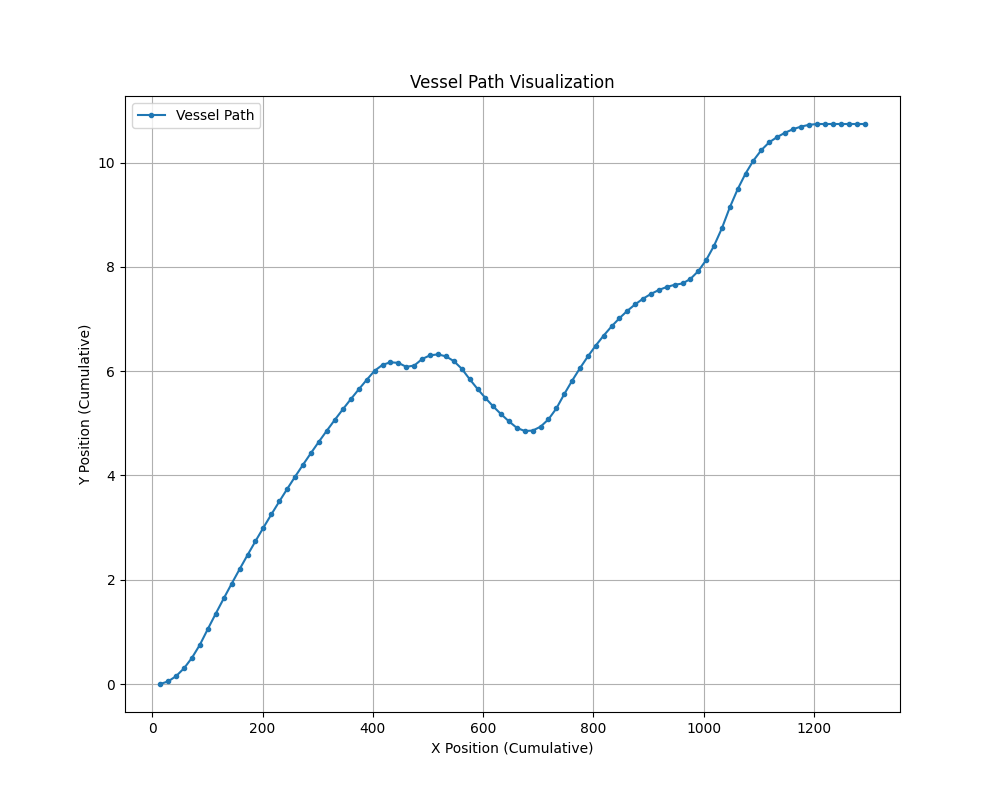 Vessel Path Visualization
Vessel Path
10
8
6
4
2
0
Y Position (Cumulative)
0 200 400 600 800 1000 1200
X Position (Cumulative)